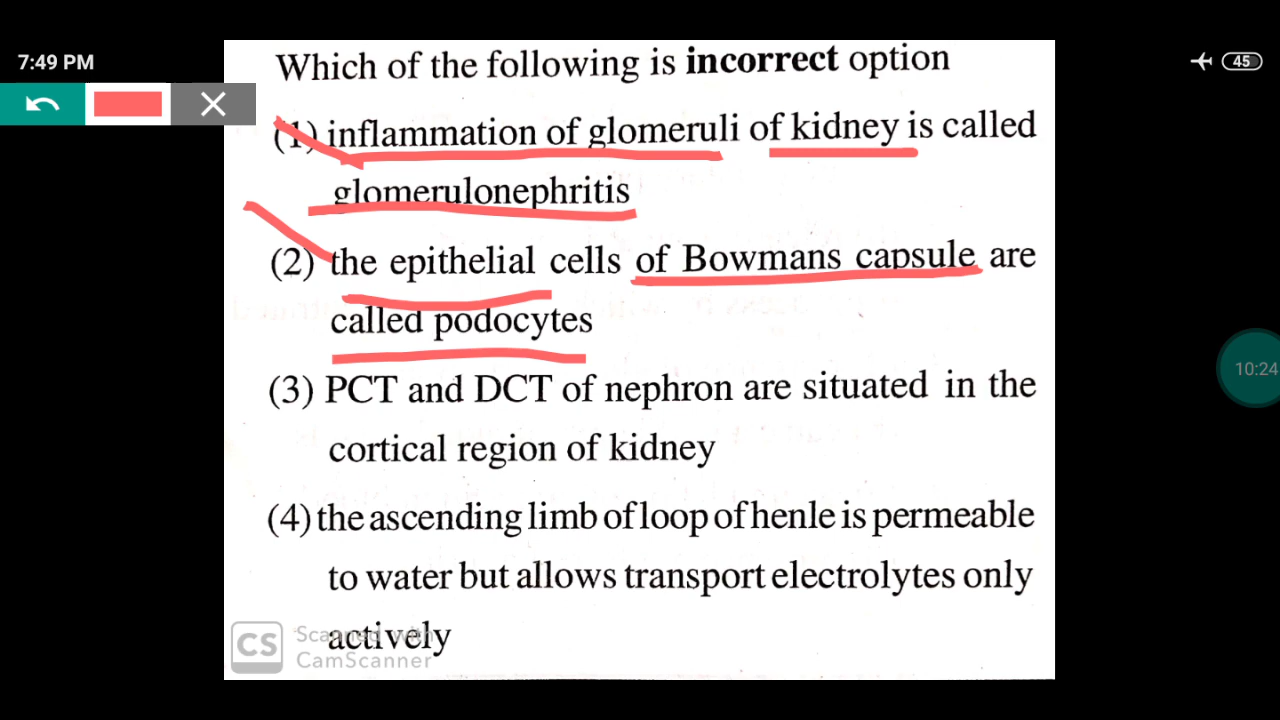 7:49 PM
45
Which of the following is incorrect option
(1) inflammation of glomeruli of kidney is called
glomerulonephritis
(2) the epithelial cells of Bowmans capsule are
called podocytes
10:24
(3) PCT and DCT of nephron are situated in the
cortical region of kidney
(4) the ascending limb of loop of henle is permeable
to water but allows transport electrolytes only
actively
CS Scanned with
CamScanner